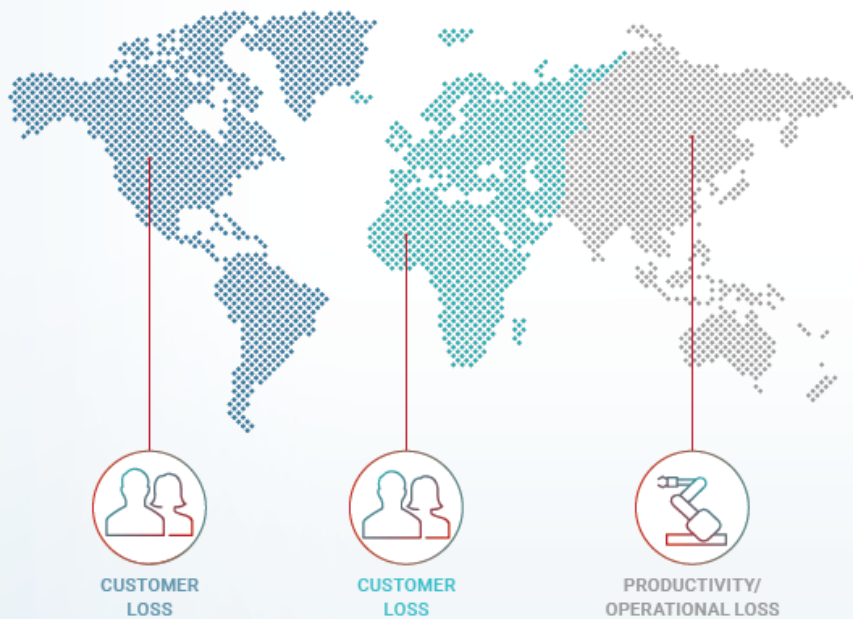 CUSTOMER
LOSS
CUSTOMER
LOSS
PRODUCTIVITY/
OPERATIONAL LOSS